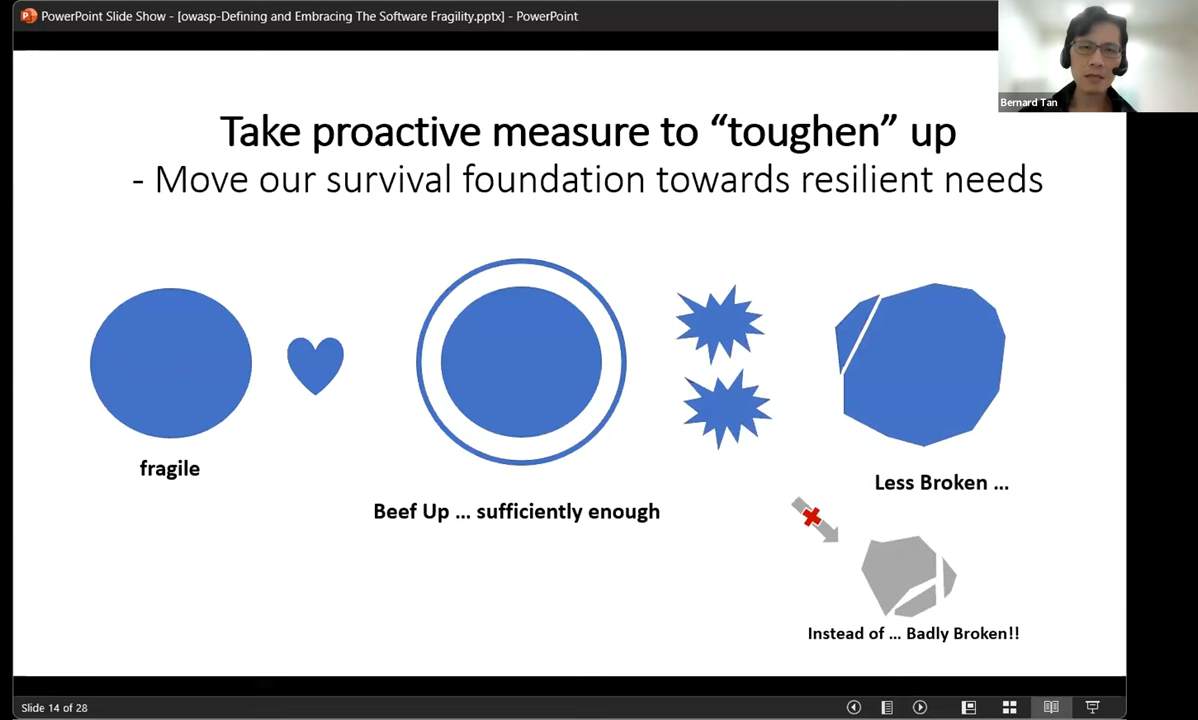 PowerPoint Slide Show - [owasp-Defining and Embracing The Software Fragility.pptx] - PowerPoint
Bernard Tan
Take proactive measure to “toughen” up
- Move our survival foundation towards resilient needs
fragile
Beef Up ... sufficiently enough
Less Broken ...
Instead of ... Badly Broken!!
Slide 14 of 28